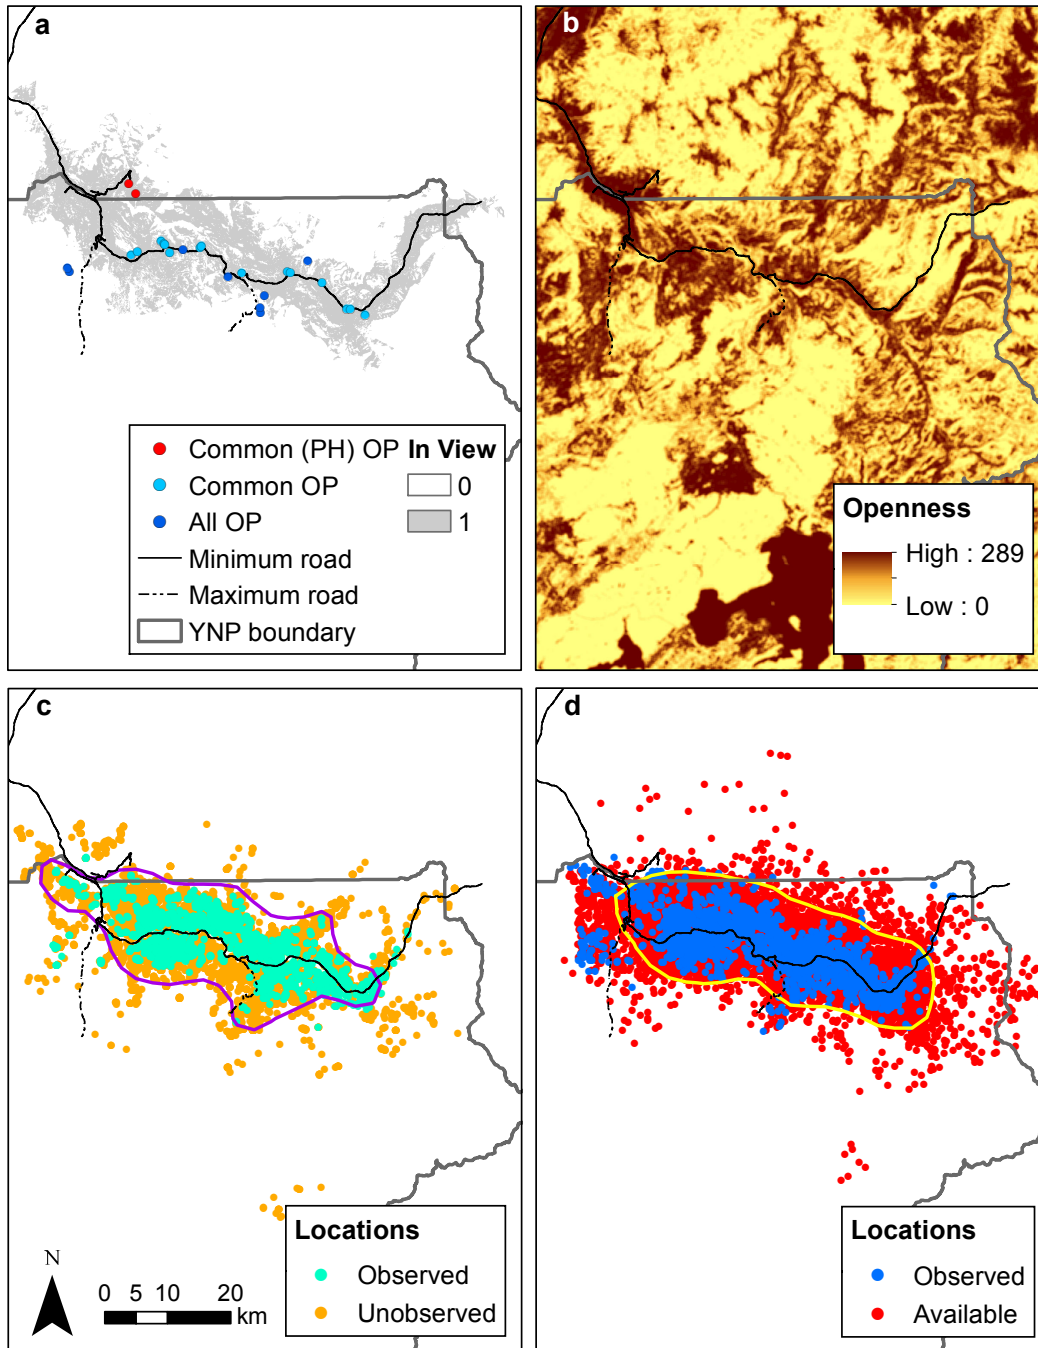 a
Common (PH) OP In View
Common OP 0
All OP 1
Minimum road
Maximum road
YNP boundary
b
Openness
High : 289
Low : 0
c
Locations
Observed
Unobserved
N
0 5 10 20
km
d
Locations
Observed
Available